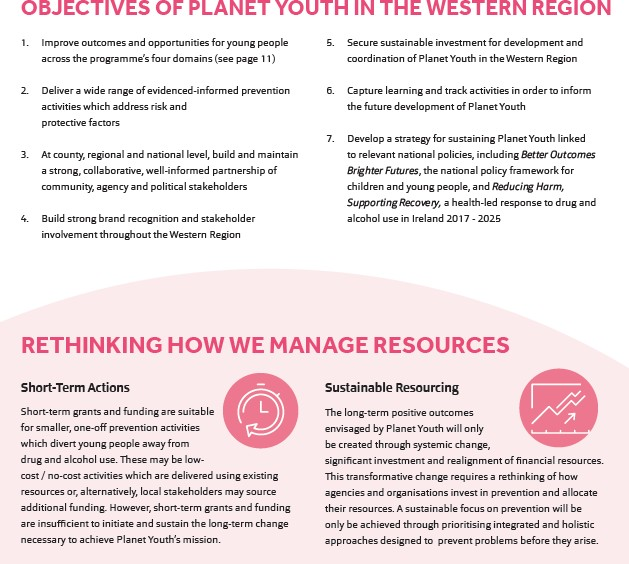 OBJECTIVES OF PLANET YOUTH IN THE WESTERN REGION
1. Improve outcomes and opportunities for young people
across the programme's four domains (see page 11)
2. Deliver a wide range of evidenced-informed prevention
activities which address risk and
protective factors
3. At county, regional and national level, build and maintain
a strong, collaborative, well-informed partnership of
community, agency and political stakeholders
4. Build strong brand recognition and stakeholder
involvement throughout the Western Region
5. Secure sustainable investment for development and
coordination of Planet Youth in the Western Region
6. Capture learning and track activities in order to inform
the future development of Planet Youth
7. Develop a strategy for sustaining Planet Youth linked
to relevant national policies, including Better Outcomes
Brighter Futures, the national policy framework for
children and young people, and Reducing Harm,
Supporting Recovery, a health-led response to drug and
alcohol use in Ireland 2017 - 2025
RETHINKING HOW WE MANAGE RESOURCES
Short-Term Actions
Short-term grants and funding are suitable
for smaller, one-off prevention activities
which divert young people away from
drug and alcohol use. These may be low-
cost / no-cost activities which are delivered using existing
resources or, alternatively, local stakeholders may source
additional funding. However, short-term grants and funding
are insufficient to initiate and sustain the long-term change
necessary to achieve Planet Youth's mission.
Sustainable Resourcing
The long-term positive outcomes
envisaged by Planet Youth will only
be created through systemic change,
significant investment and realignment of financial resources.
This transformative change requires a rethinking of how
agencies and organisations invest in prevention and allocate
their resources. A sustainable focus on prevention will be
only be achieved through prioritising integrated and holistic
approaches designed to prevent problems before they arise.